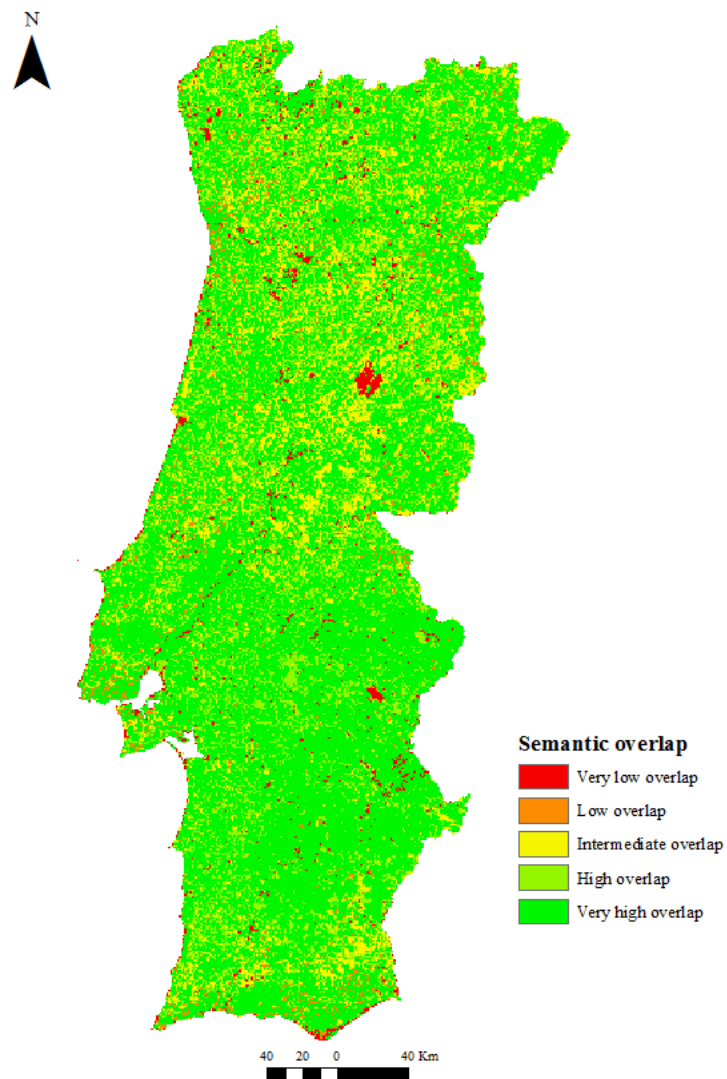 N
Semantic overlap
Very low overlap
Low overlap
Intermediate overlap
High overlap
Very high overlap
40 20 0 40 Km